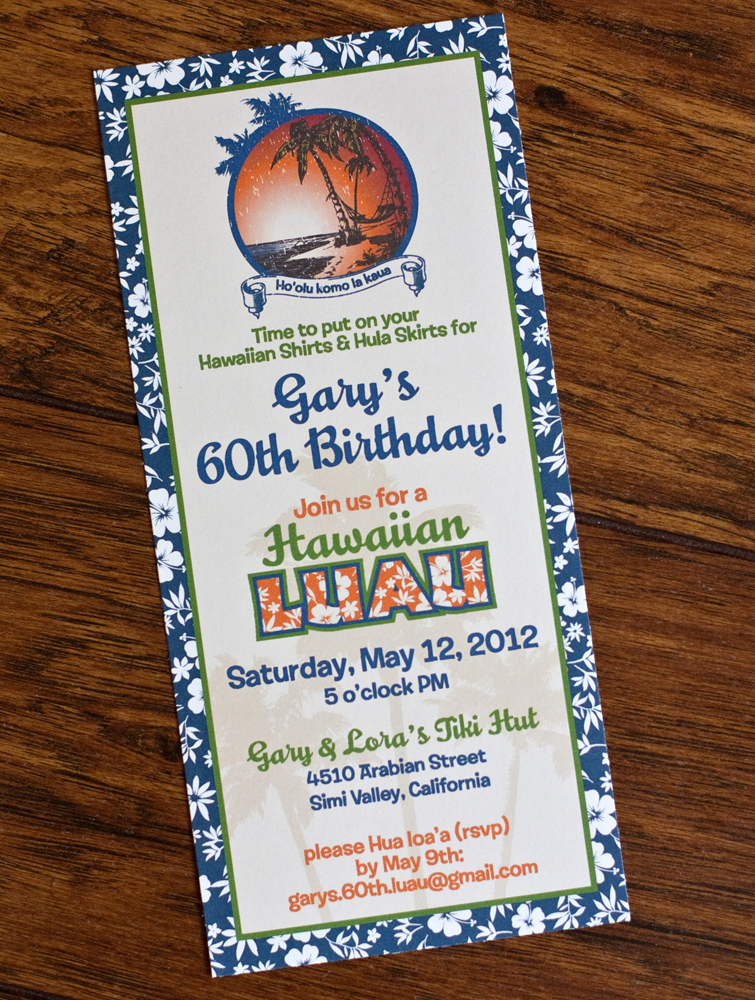 Ho'olu komo la kaua
Time to put on your
Hawaiian Shirts & Hula Skirts for
Gary's
60th Birthday!
Join us for a
Hawaiian
LUAU
Saturday, May 12, 2012
5 o'clock PM
Gary & Lora's Tiki Hut
4510 Arabian Street
Simi Valley, California
please Hua loa'a (rsvp)
by May 9th:
garys.60th.luau@gmail.com